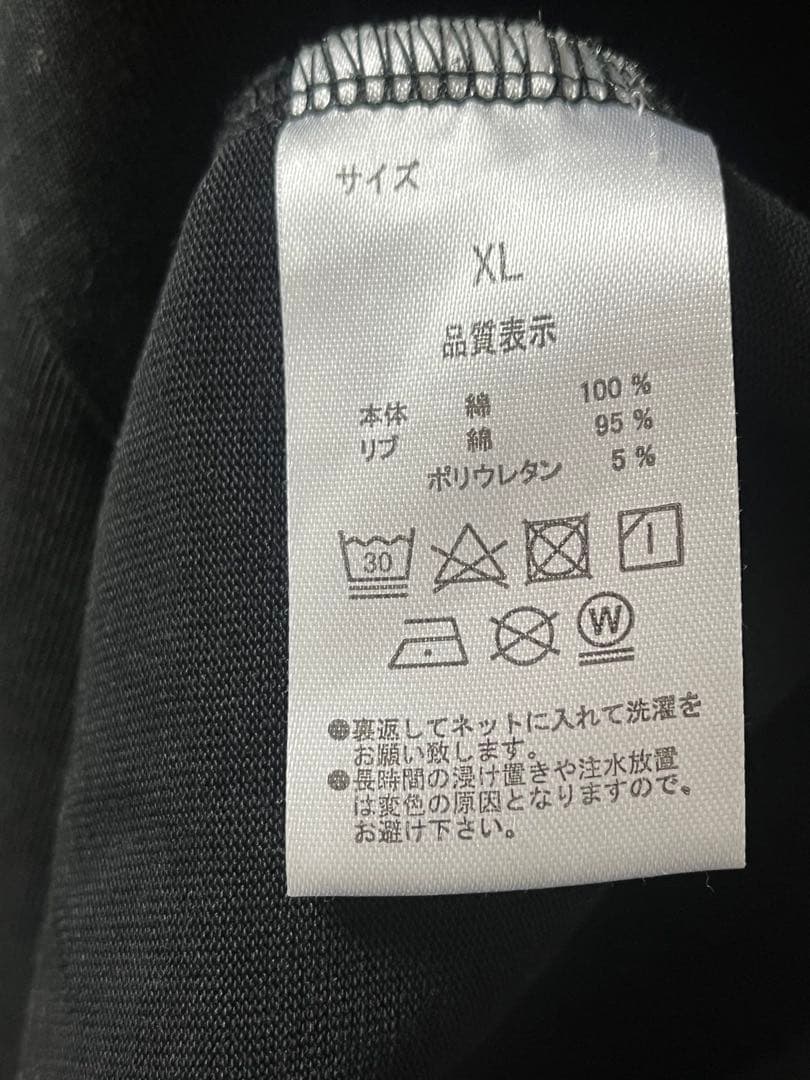 サイズ
XL
品質表示
本体 綿 100 %
リブ 綿 95 %
ポリウレタン 5 %
30
W
●裏返してネットに入れて洗濯を
お願い致します。
●長時間の浸け置きや注水放置
は変色の原因となりますので、
お避け下さい。